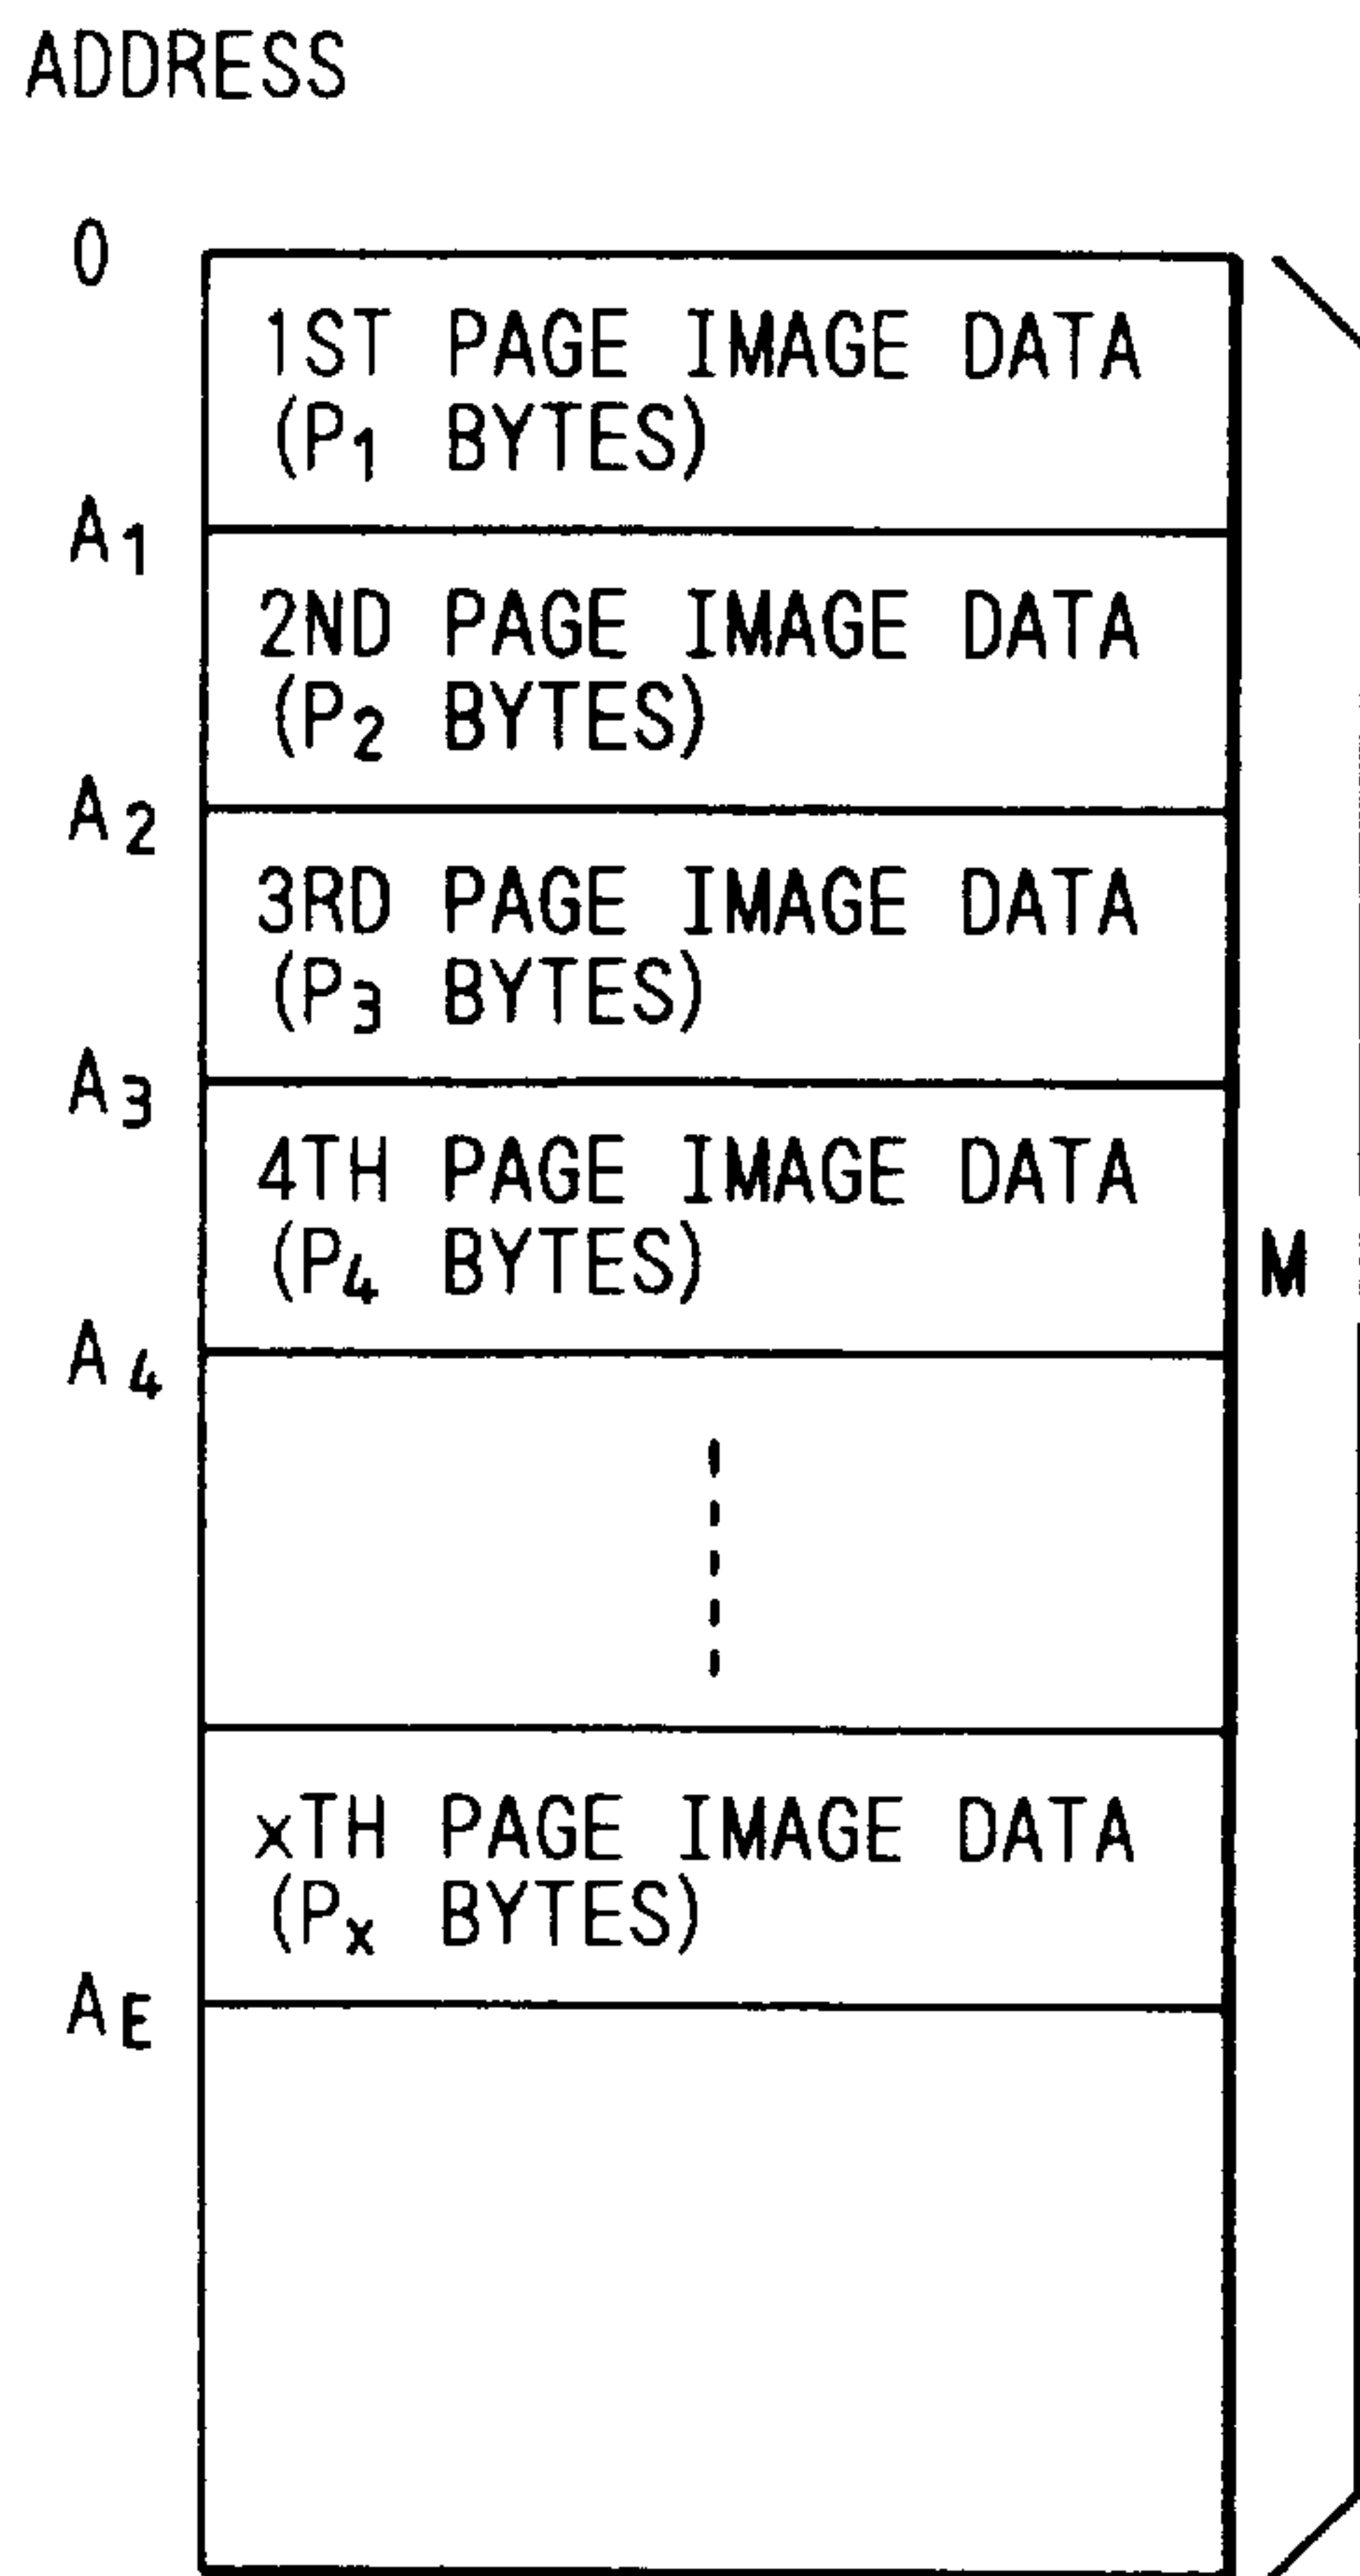 ADDRESS
0
1ST PAGE IMAGE DATA
(P₁ BYTES)
A₁
2ND PAGE IMAGE DATA
(P₂ BYTES)
A₂
3RD PAGE IMAGE DATA
(P₃ BYTES)
A₃
4TH PAGE IMAGE DATA
(P₄ BYTES)
M
A₄
xTH PAGE IMAGE DATA
(Pₓ BYTES)
A_E